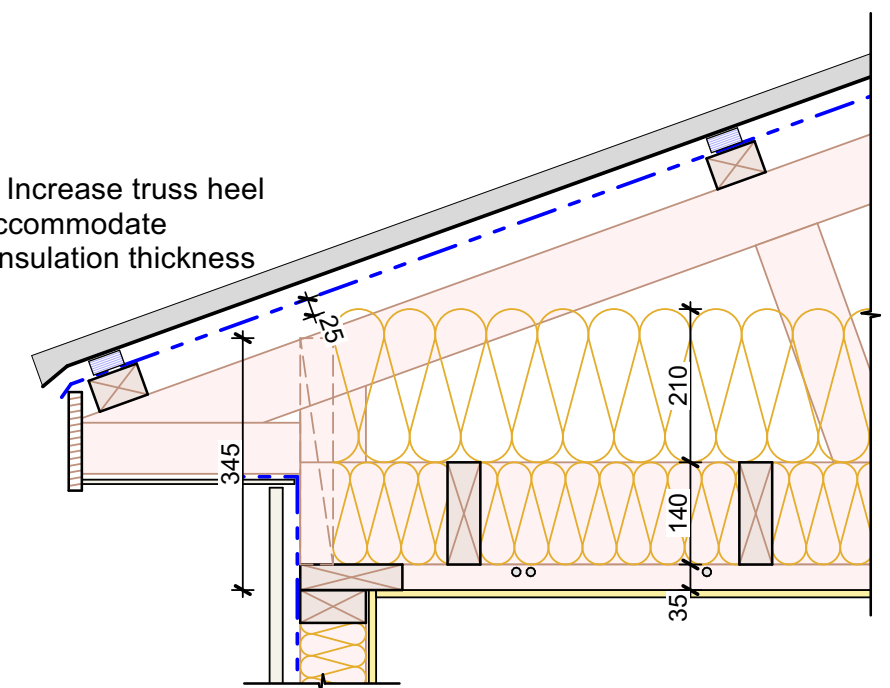 Increase truss heel
ccommodate
nsulation thickness
25
210
345
140
35